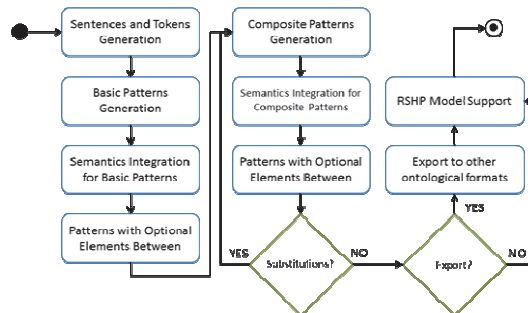 Sentences and Tokens
Generation
Basic Patterns
Generation
Semantics Integration
for Basic Patterns
Patterns with Optional
Elements Between
Composite Patterns
Generation
Semantics Integration for
Composite Patterns
Patterns with Optional
Elements Between
YES
Substitutions?
NO
RSHP Model Support
Export to other
ontological formats
YES
Export?
NO